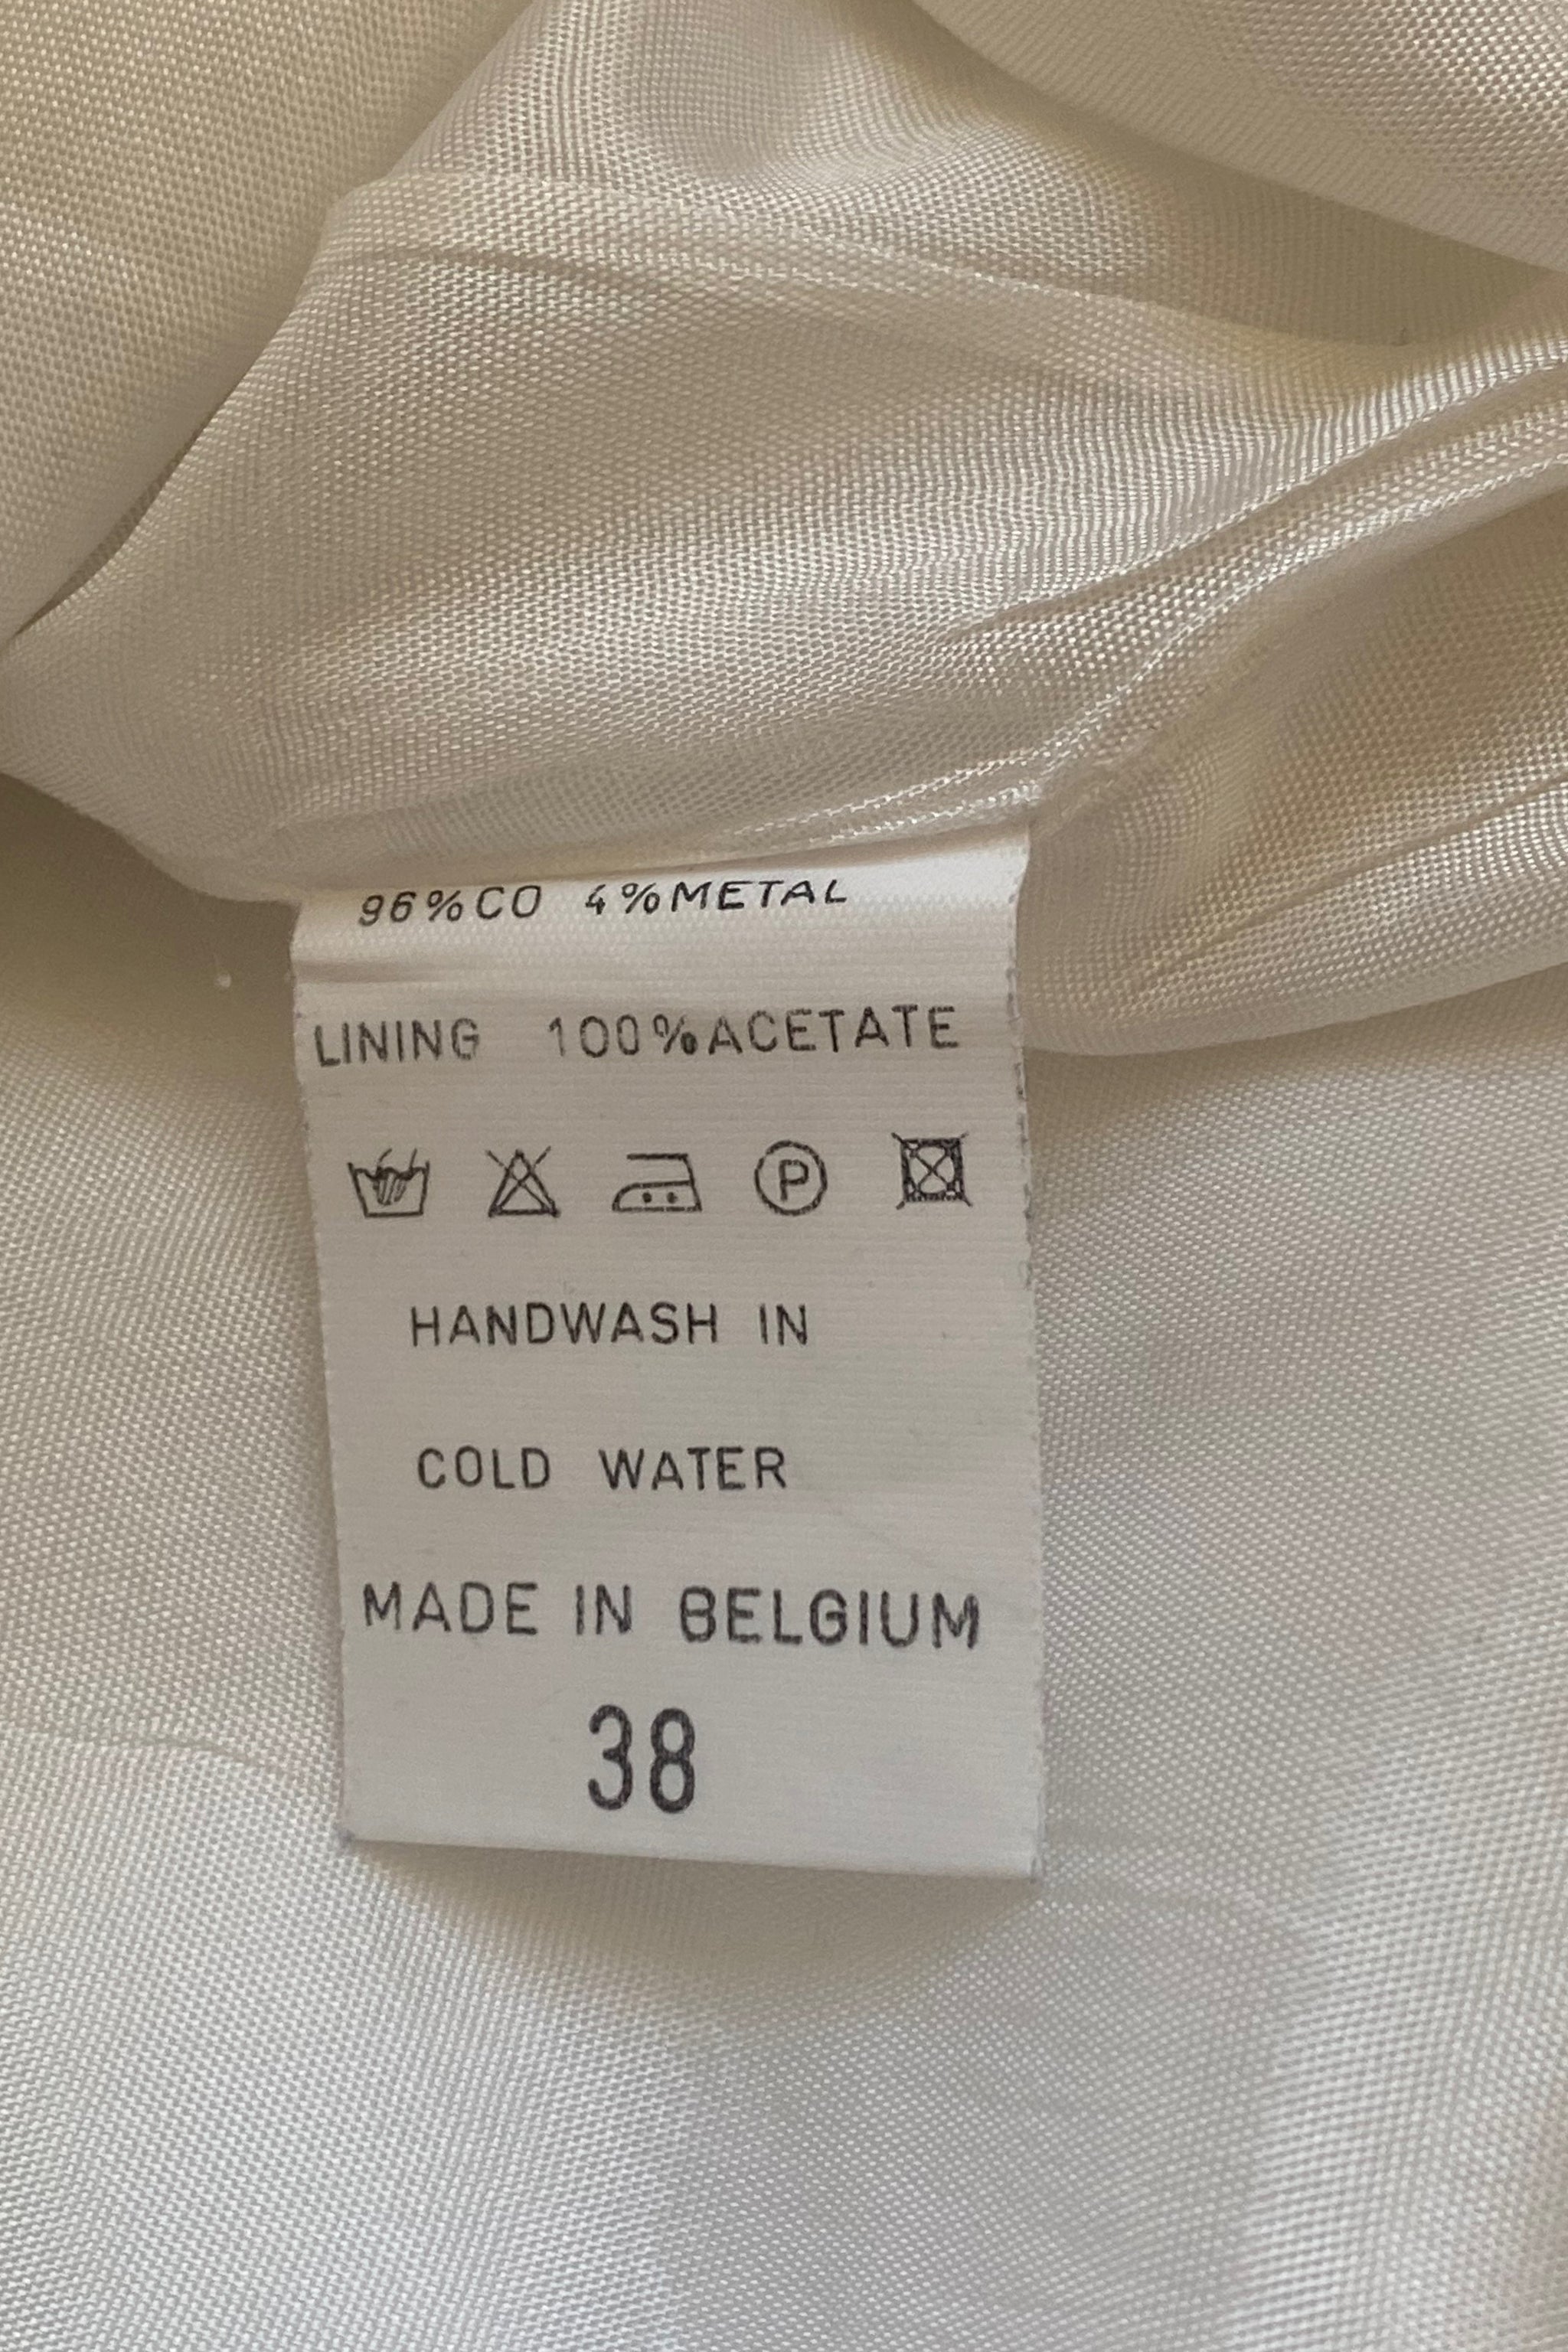 96%CO 4%METAL
LINING 100%ACETATE
P
HANDWASH IN
COLD WATER
MADE IN BELGIUM
38